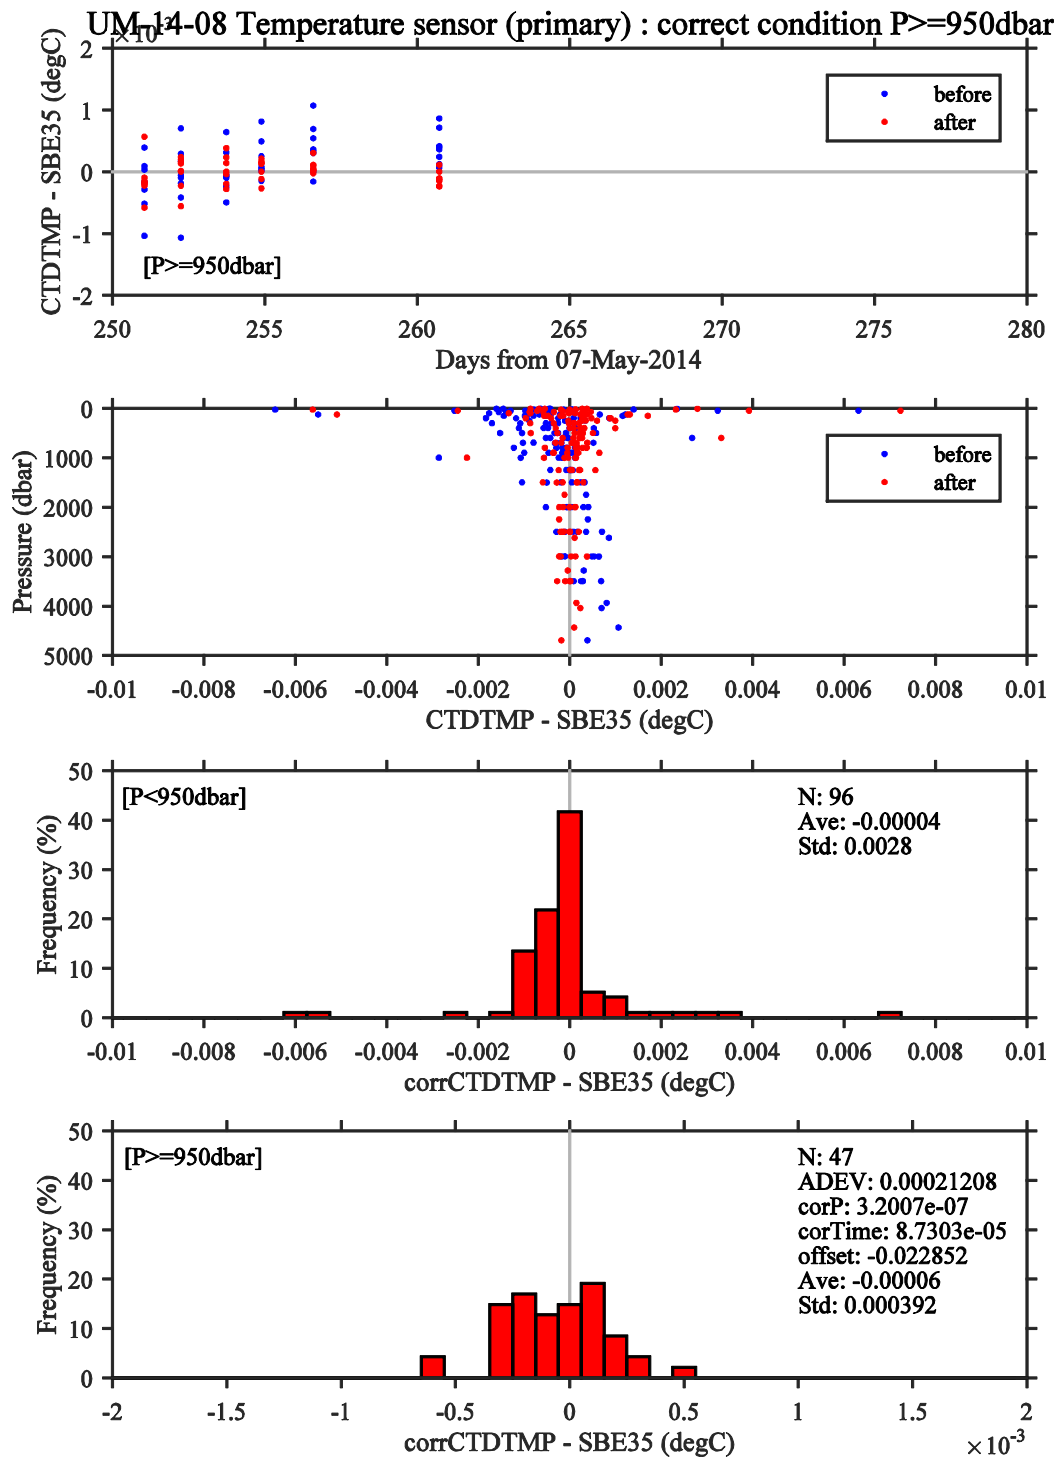 UM-14-08 Temperature sensor (primary) : correct condition P>=950dbar
×10⁻³
CTDTMP - SBE35 (degC)
2
1
0
-1
-2
before
after
[P>=950dbar]
250 255 260 265 270 275 280
Days from 07-May-2014
Pressure (dbar)
0
1000
2000
3000
4000
5000
before
after
-0.01 -0.008 -0.006 -0.004 -0.002 0 0.002 0.004 0.006 0.008 0.01
CTDTMP - SBE35 (degC)
Frequency (%)
50
40
30
20
10
0
[P<950dbar]
N: 96
Ave: -0.00004
Std: 0.0028
-0.01 -0.008 -0.006 -0.004 -0.002 0 0.002 0.004 0.006 0.008 0.01
corrCTDTMP - SBE35 (degC)
Frequency (%)
50
40
30
20
10
0
[P>=950dbar]
N: 47
ADEV: 0.00021208
corP: 3.2007e-07
corTime: 8.7303e-05
offset: -0.022852
Ave: -0.00006
Std: 0.000392
-2 -1.5 -1 -0.5 0 0.5 1 1.5 2
corrCTDTMP - SBE35 (degC)
×10⁻³